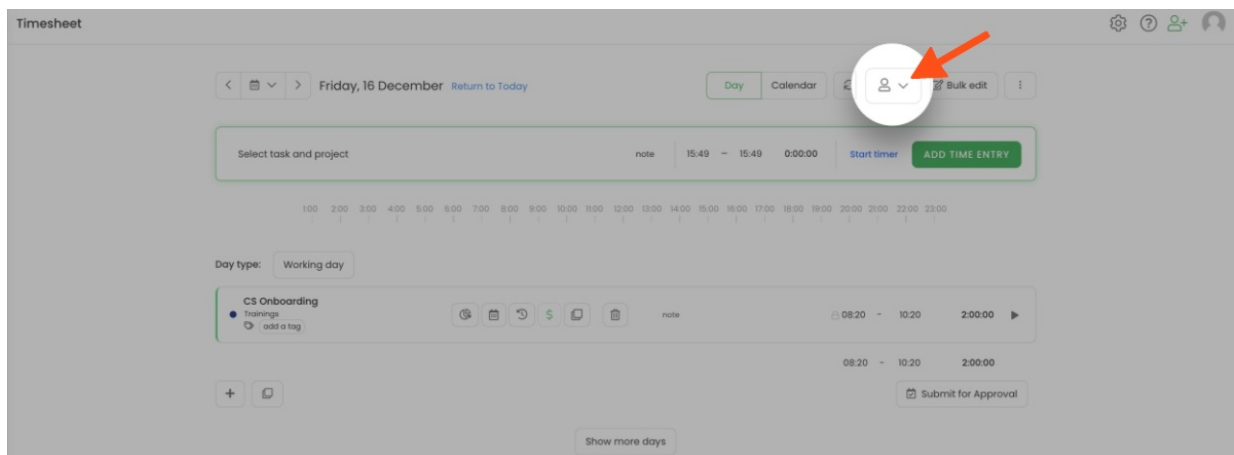 Timesheet
Friday, 16 December Return to Today Day Calendar Bulk edit
Select task and project note 15:49 – 15:49 0:00:00 Start timer ADD TIME ENTRY
1:00 2:00 3:00 4:00 5:00 6:00 7:00 8:00 9:00 10:00 11:00 12:00 13:00 14:00 15:00 16:00 17:00 18:00 19:00 20:00 21:00 22:00 23:00
Day type: Working day
CS Onboarding
Trainings
add a tag
$ note 08:20 - 10:20 2:00:00
08:20 - 10:20 2:00:00
Submit for Approval
Show more days